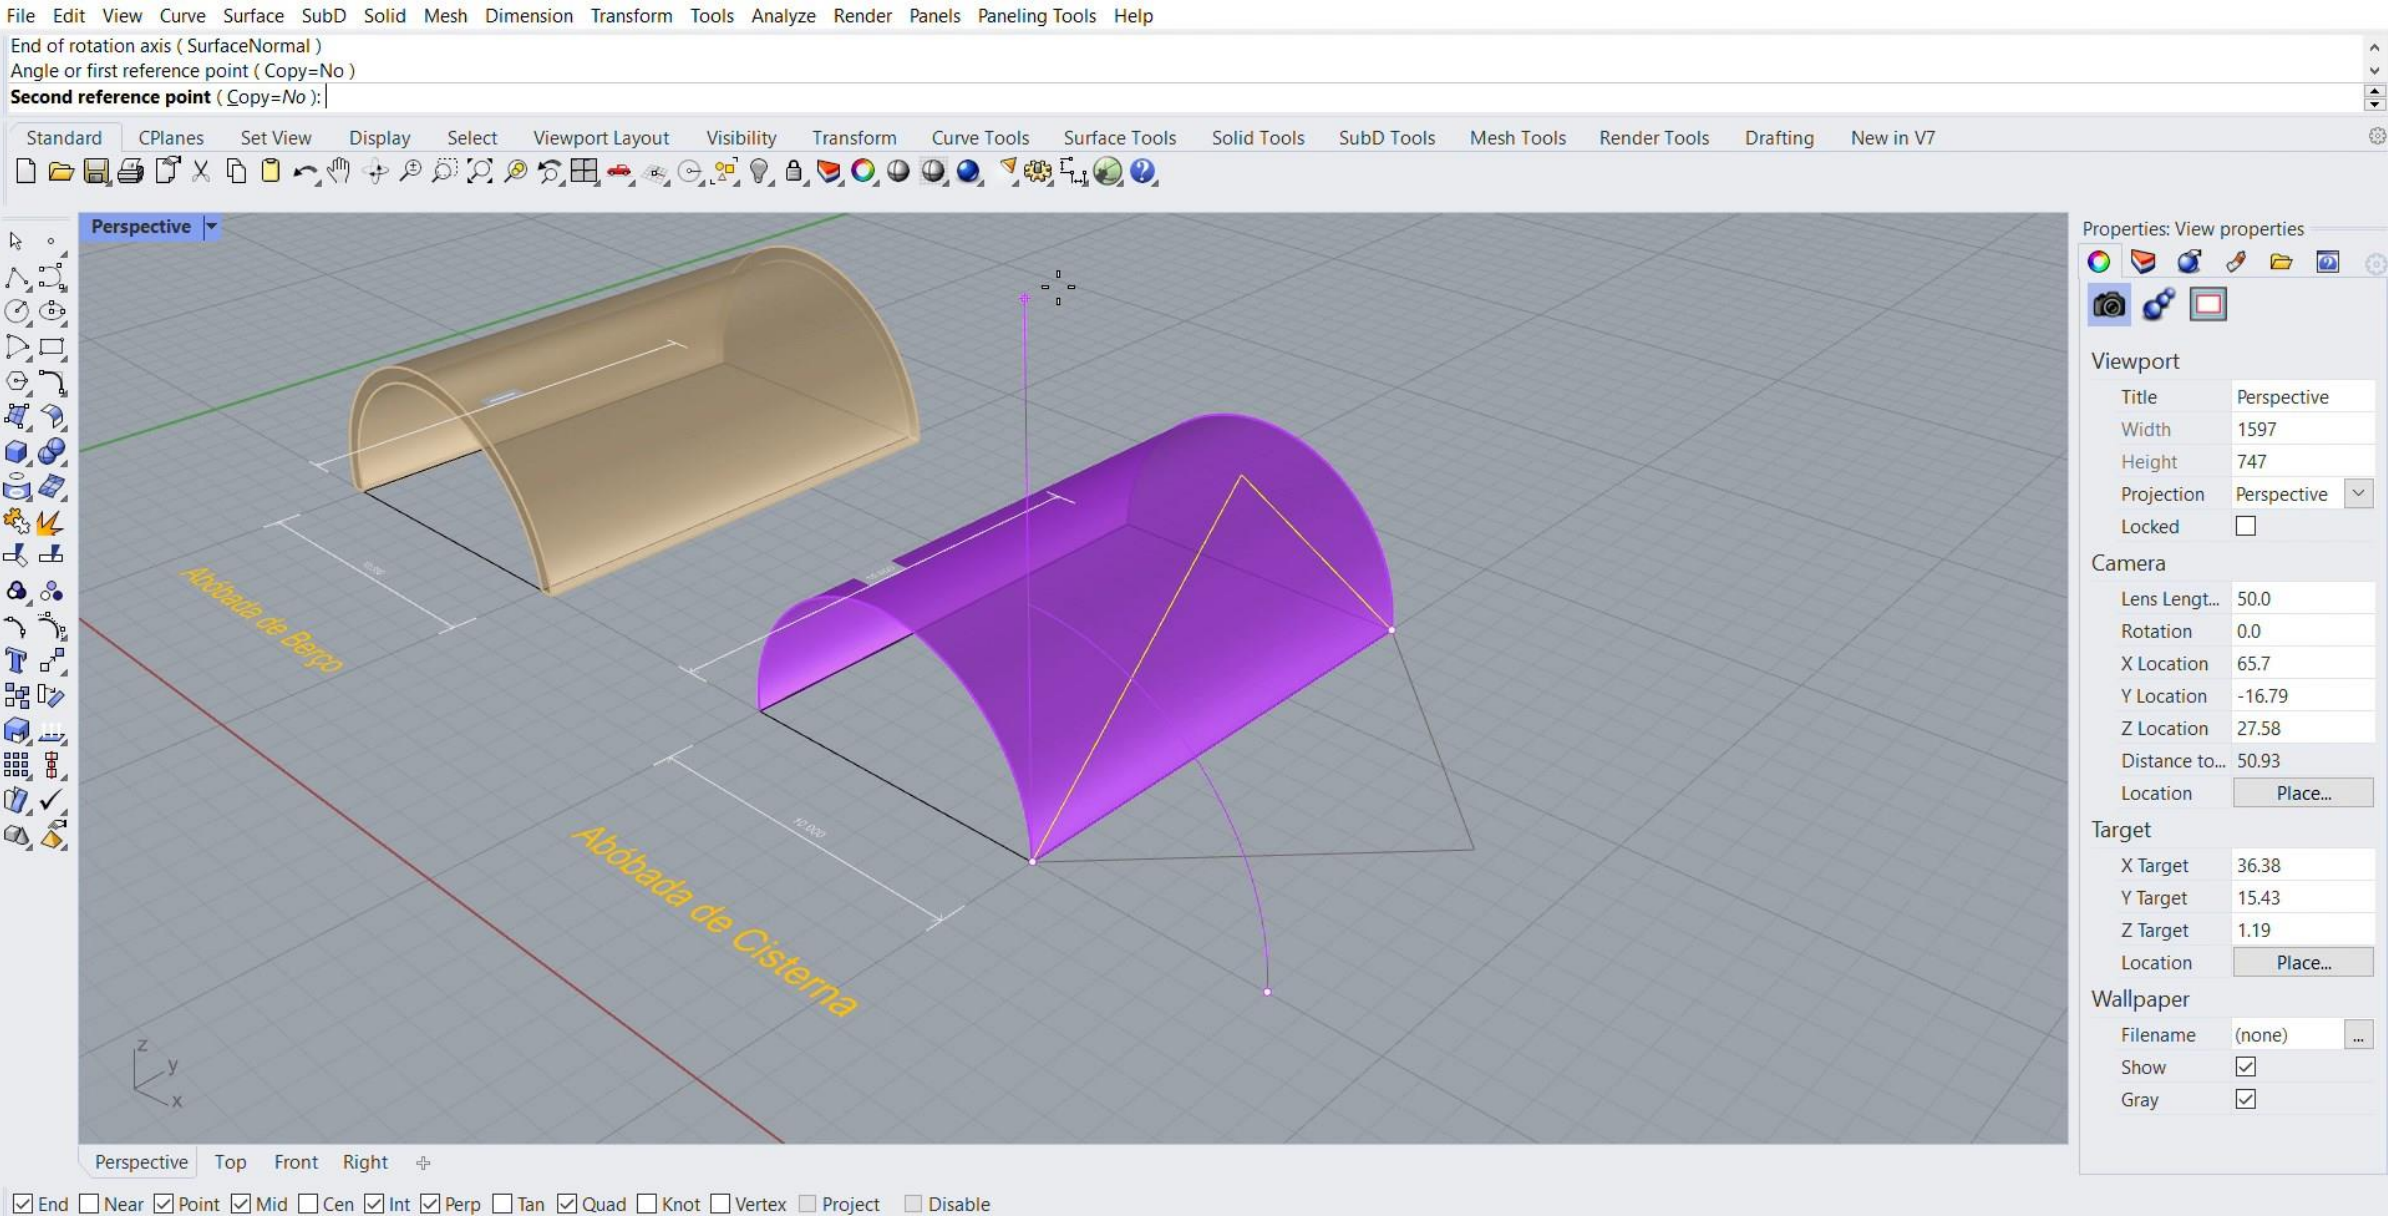 File Edit View Curve Surface SubD Solid Mesh Dimension Transform Tools Analyze Render Panels Paneling Tools Help
End of rotation axis ( SurfaceNormal )
Angle or first reference point ( Copy=No )
Second reference point ( Copy=No ):
Standard CPlanes Set View Display Select Viewport Layout Visibility Transform Curve Tools Surface Tools Solid Tools SubD Tools Mesh Tools Render Tools Drafting New in V7
Perspective
Abóbada de Berço
Abóbada de Cisterna
10.000
z
y
x
Properties: View properties
Viewport
Title Perspective
Width 1597
Height 747
Projection Perspective
Locked
Camera
Lens Lengt... 50.0
Rotation 0.0
X Location 65.7
Y Location -16.79
Z Location 27.58
Distance to... 50.93
Location Place...
Target
X Target 36.38
Y Target 15.43
Z Target 1.19
Location Place...
Wallpaper
Filename (none) ...
Show
Gray
Perspective Top Front Right
End Near Point Mid Cen Int Perp Tan Quad Knot Vertex Project Disable